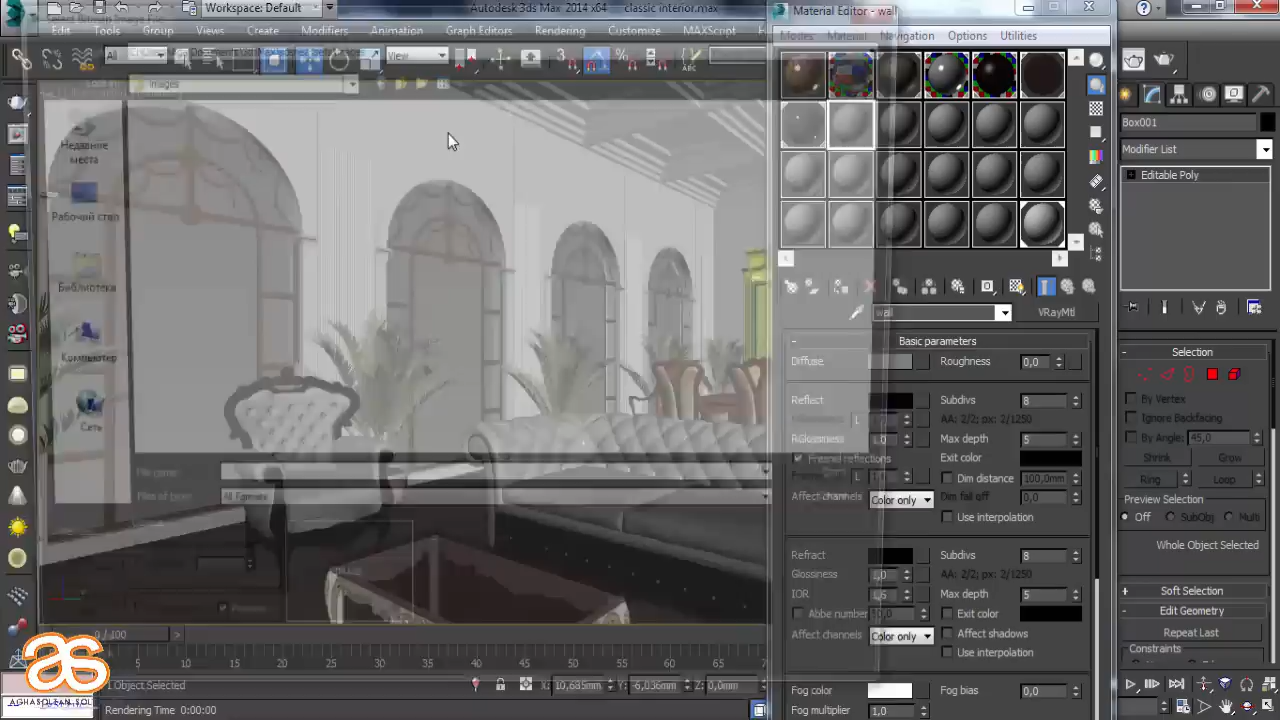 Workspace: Default
Autodesk 3ds Max 2014 x64
classic interior.max
Material Editor - wall
Edit
Tools
Group
Views
Create
Modifiers
Animation
Graph Editors
Rendering
Customize
MAXScript
Modes
Material
Navigation
Options
Utilities
All
View
3
ABC
Images
Недавние места
Рабочий стол
Библиотеки
Компьютер
Сеть
File name:
Files of type:
All Formats
wall
VRayMtl
Basic parameters
Diffuse
Roughness
0,0
Reflect
Subdivs
8
L
AA: 2/2; px: 2/1250
RGlossiness
1,0
Max depth
5
Fresnel reflections
Exit color
L
Dim distance
100,0mm
Affect channels
Color only
Dim fall off
0,0
Use interpolation
Refract
Subdivs
8
Glossiness
1,0
AA: 2/2; px: 2/1250
IOR
1,6
Max depth
5
Abbe number
Exit color
Affect channels
Color only
Affect shadows
Use interpolation
Fog color
Fog bias
0,0
Fog multiplier
1,0
Box001
Modifier List
Editable Poly
Selection
By Vertex
Ignore Backfacing
By Angle:
45,0
Shrink
Grow
Ring
Loop
Preview Selection
Off
SubObj
Multi
Whole Object Selected
Soft Selection
Edit Geometry
Repeat Last
Constraints
0 / 100
5
10
15
20
25
30
35
40
45
50
55
60
65
1 Object Selected
X:
10,685mm
Y:
-6,036mm
Z:
0,0mm
Rendering Time 0:00:00
as
AGHASOLTAN.SOL